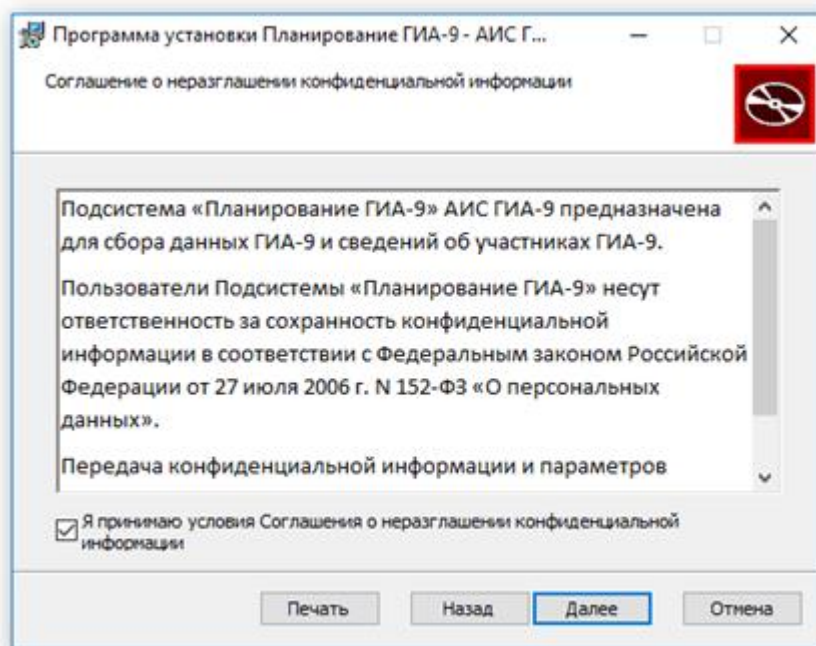 Программа установки Планирование ГИА-9 - АИС Г...
Соглашение о неразглашении конфиденциальной информации
Подсистема «Планирование ГИА-9» АИС ГИА-9 предназначена
для сбора данных ГИА-9 и сведений об участниках ГИА-9.
Пользователи Подсистемы «Планирование ГИА-9» несут
ответственность за сохранность конфиденциальной
информации в соответствии с Федеральным законом Российской
Федерации от 27 июля 2006 г. N 152-ФЗ «О персональных
данных».
Передача конфиденциальной информации и параметров
Я принимаю условия Соглашения о неразглашении конфиденциальной
информации
Печать
Назад
Далее
Отмена